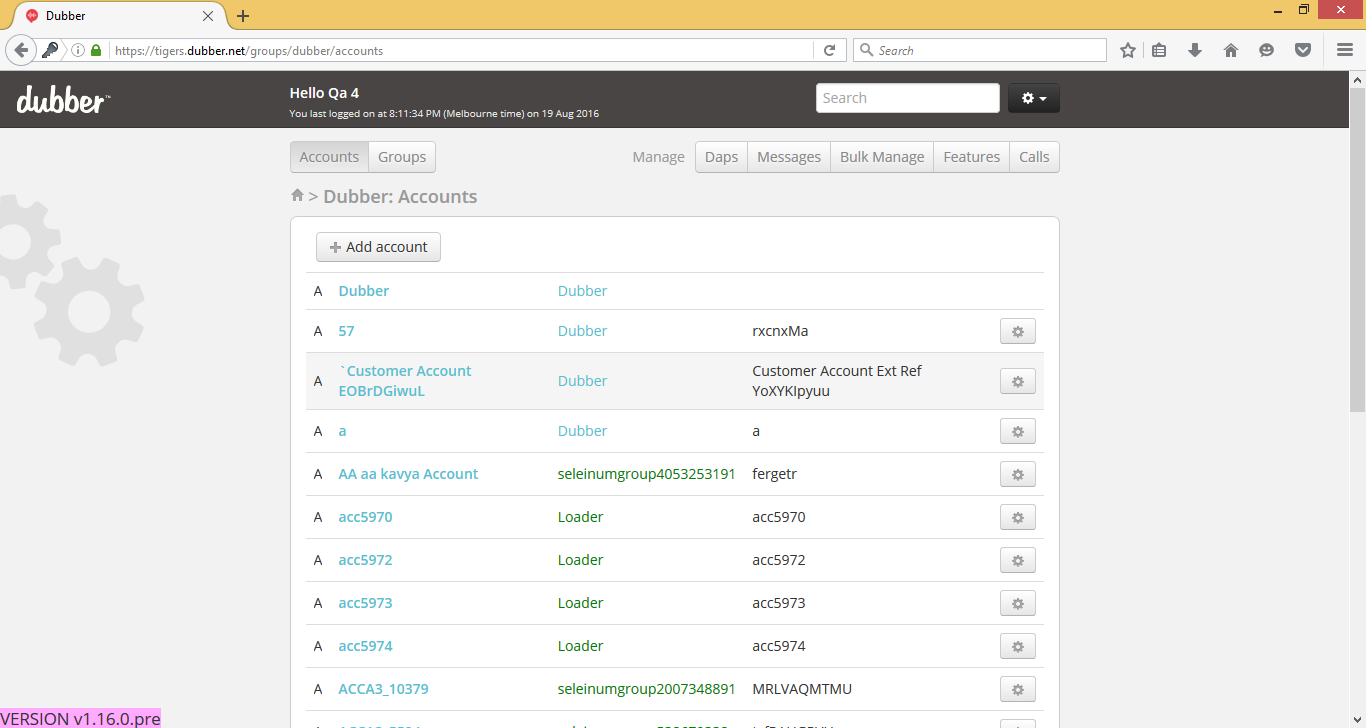 Dubber
https://tigers.dubber.net/groups/dubber/accounts
Search
dubber™
Hello Qa 4
You last logged on at 8:11:34 PM (Melbourne time) on 19 Aug 2016
Search
Accounts Groups Manage Daps Messages Bulk Manage Features Calls
> Dubber: Accounts
Add account
A Dubber Dubber
A 57 Dubber rxcnxMa
A `Customer Account EOBrDGiwuL Dubber Customer Account Ext Ref YoXYKIpyuu
A a Dubber a
A AA aa kavya Account seleinumgroup4053253191 fergetr
A acc5970 Loader acc5970
A acc5972 Loader acc5972
A acc5973 Loader acc5973
A acc5974 Loader acc5974
A ACCA3_10379 seleinumgroup2007348891 MRLVAQMTMU
VERSION v1.16.0.pre